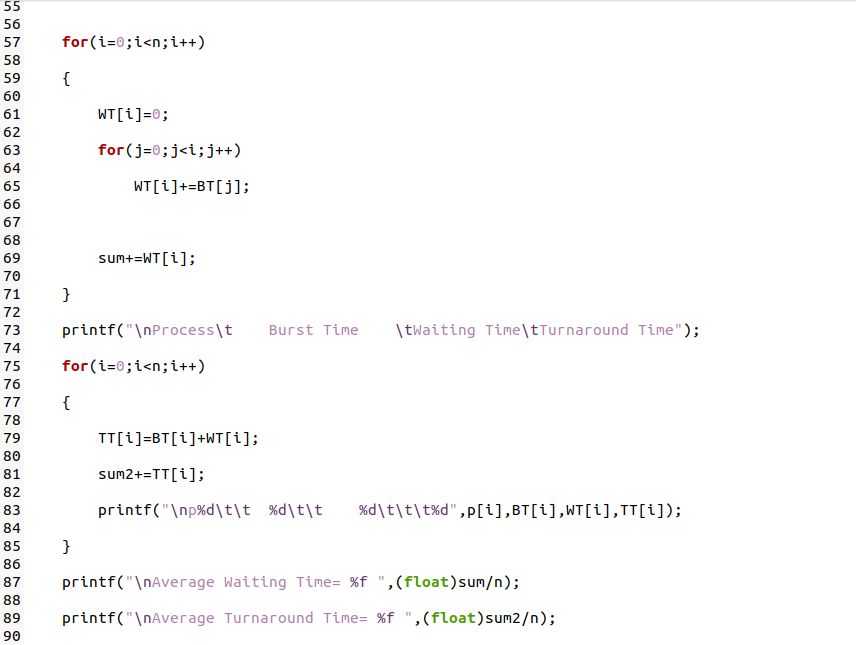 55
56
57 for(i=0;i<n;i++)
58
59 {
60
61 WT[i]=0;
62
63 for(j=0;j<i;j++)
64
65 WT[i]+=BT[j];
66
67
68
69 sum+=WT[i];
70
71 }
72
73 printf("\nProcess\t    Burst Time    \tWaiting Time\tTurnaround Time");
74
75 for(i=0;i<n;i++)
76
77 {
78
79 TT[i]=BT[i]+WT[i];
80
81 sum2+=TT[i];
82
83 printf("\np%d\t\t  %d\t\t    %d\t\t\t%d",p[i],BT[i],WT[i],TT[i]);
84
85 }
86
87 printf("\nAverage Waiting Time= %f ",(float)sum/n);
88
89 printf("\nAverage Turnaround Time= %f ",(float)sum2/n);
90